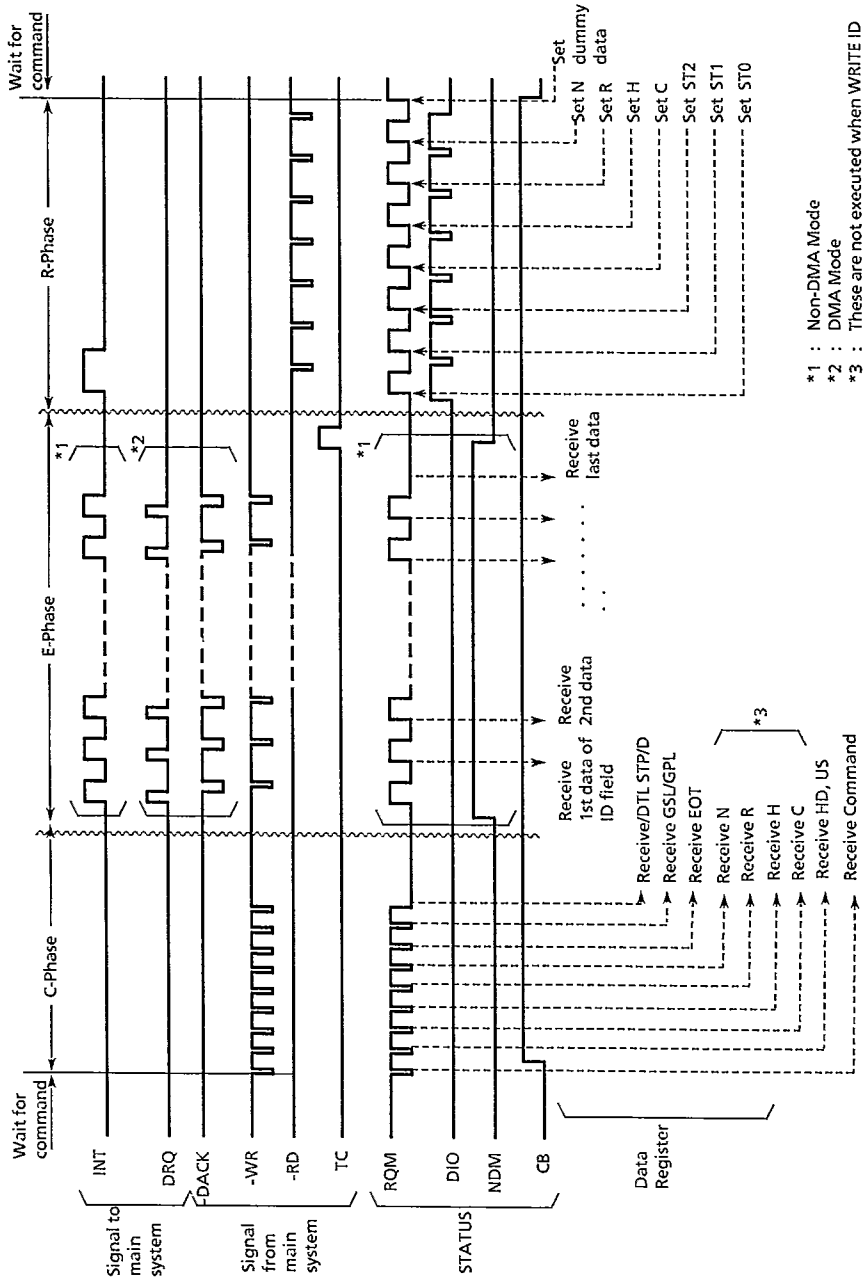 Wait for
command
C-Phase
E-Phase
R-Phase
Wait for
command
Signal to
main
system
INT
DRQ
*1
*2
Signal
from
main
system
-DACK
-WR
-RD
TC
STATUS
RQM
DIO
NDM
CB
*1
Data
Register
Receive Command
Receive HD, US
Receive C
Receive H
Receive R
Receive N
*3
Receive EOT
Receive GSL/GPL
Receive/DTL STP/D
Receive
1st data of
ID field
Receive
2nd data
. . . . . . .
Receive
last data
Set ST0
Set ST1
Set ST2
Set C
Set H
Set R
Set N
Set
dummy
data
*1 : Non-DMA Mode
*2 : DMA Mode
*3 : These are not executed when WRITE ID